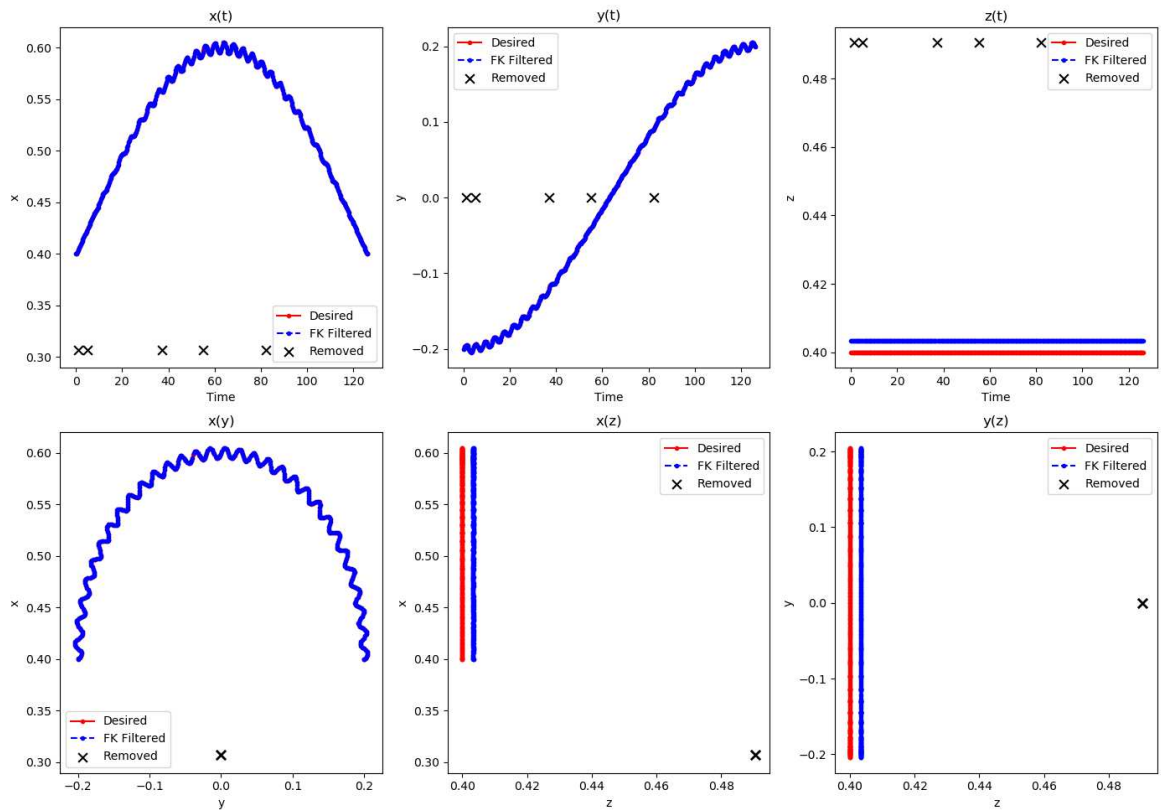 x(t)
x
0.60
0.55
0.50
0.45
0.40
0.35
0.30
Desired
FK Filtered
Removed
0 20 40 60 80 100 120
Time
y(t)
y
0.2
0.1
0.0
−0.1
−0.2
Desired
FK Filtered
Removed
0 20 40 60 80 100 120
Time
z(t)
z
0.48
0.46
0.44
0.42
0.40
Desired
FK Filtered
Removed
0 20 40 60 80 100 120
Time
x(y)
x
0.60
0.55
0.50
0.45
0.40
0.35
0.30
Desired
FK Filtered
Removed
−0.2 −0.1 0.0 0.1 0.2
y
x(z)
x
0.60
0.55
0.50
0.45
0.40
0.35
0.30
Desired
FK Filtered
Removed
0.40 0.42 0.44 0.46 0.48
z
y(z)
y
0.2
0.1
0.0
−0.1
−0.2
Desired
FK Filtered
Removed
0.40 0.42 0.44 0.46 0.48
z